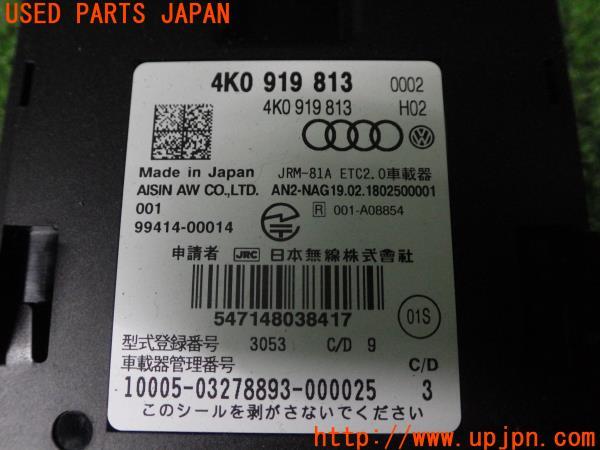 USED PARTS JAPAN
4K0 919 813 0002
4K0 919 813 H02
Made in Japan JRM-81A ETC2.0車載器
AISIN AW CO.,LTD. AN2-NAG19.02.1802500001
001 R 001-A08854
99414-00014
申請者 JRC 日本無線株式會社
547148038417
01S
型式登録番号 3053 C/D 9
車載器管理番号 C/D
10005-03278893-000025 3
このシールを剥がさないでください
http://www.upjpn.com